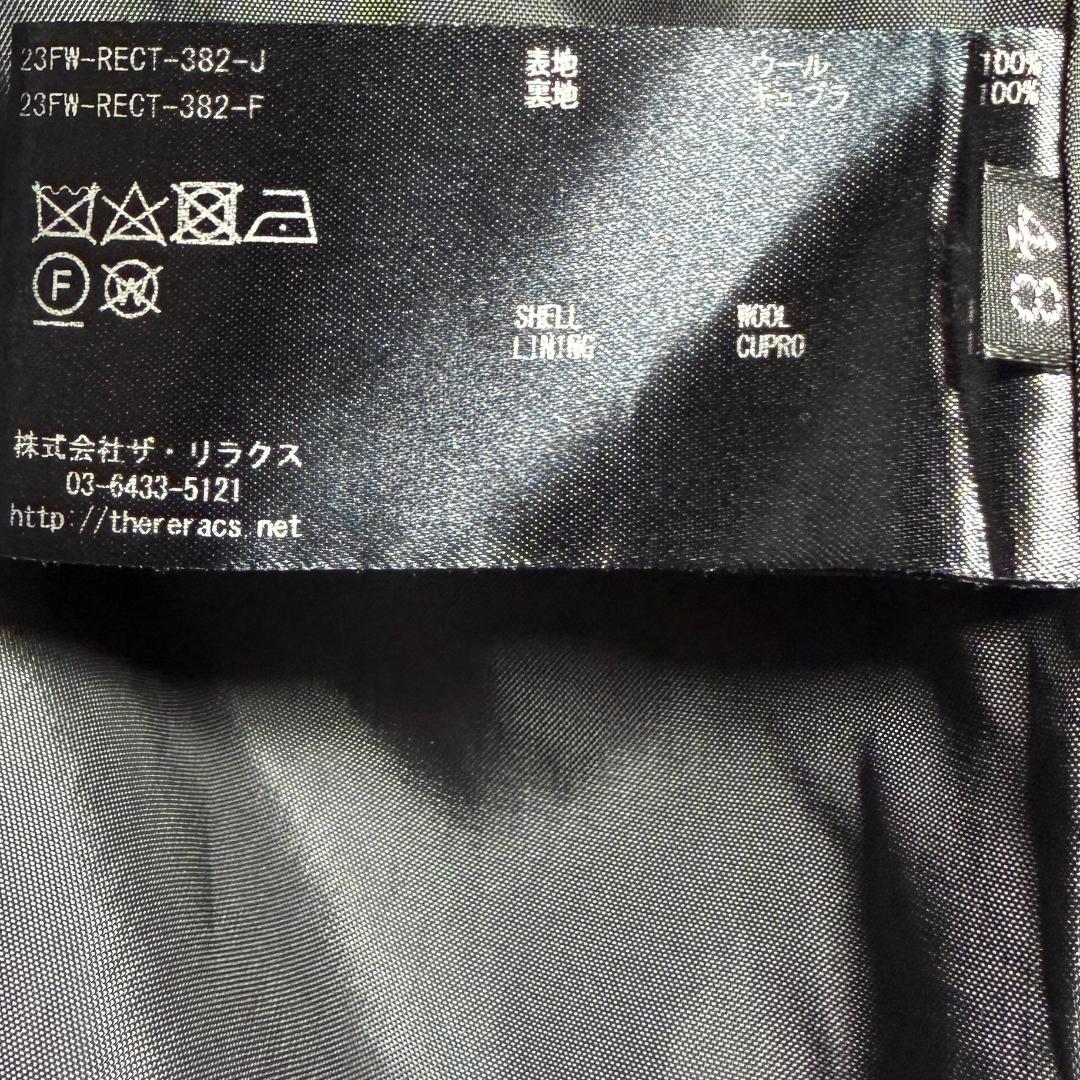 23FW-RECT-382-J
23FW-RECT-382-F
表地 ウール 100%
裏地 キュプラ 100%
F
W
SHELL WOOL
LINING CUPRO
株式会社ザ・リラクス
03-6433-5121
http://thereracs.net
48